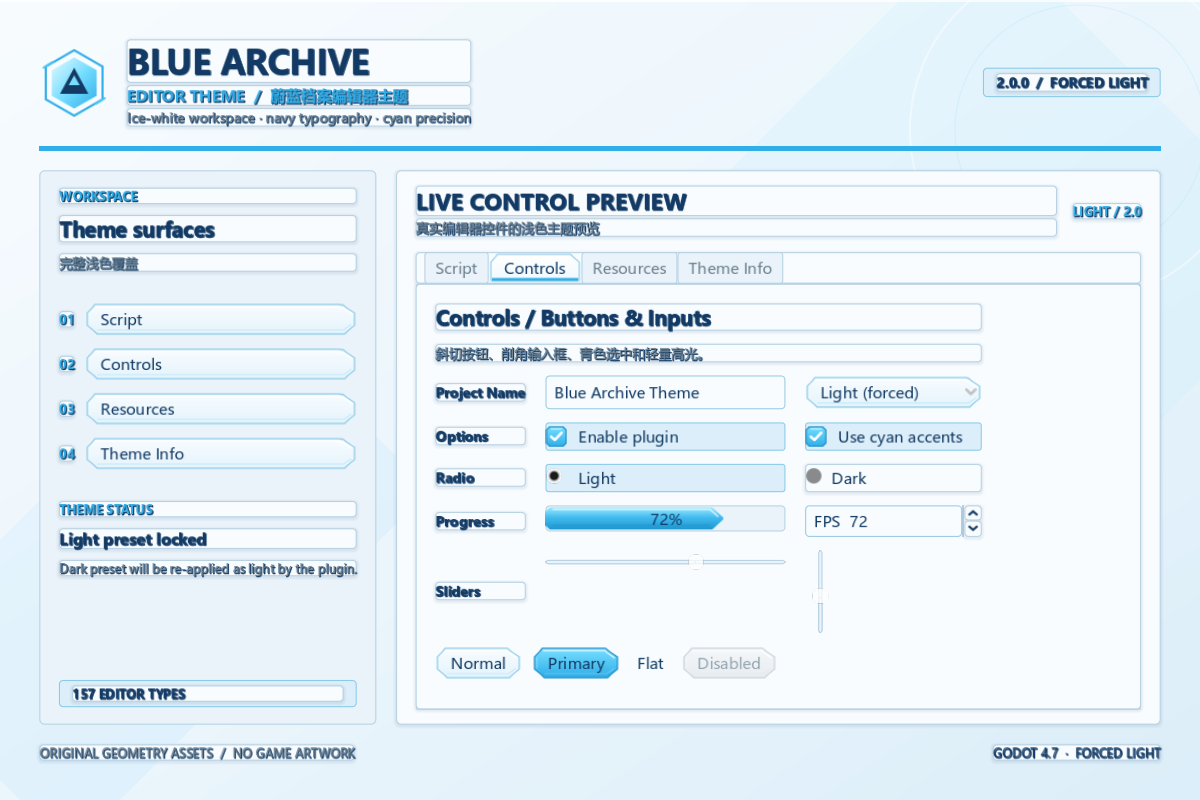 BLUE ARCHIVE
EDITOR THEME / 蔚蓝档案编辑器主题
Ice-white workspace · navy typography · cyan precision
2.0.0 / FORCED LIGHT
WORKSPACE
Theme surfaces
完整浅色覆盖
01 Script
02 Controls
03 Resources
04 Theme Info
THEME STATUS
Light preset locked
Dark preset will be re-applied as light by the plugin.
157 EDITOR TYPES
LIVE CONTROL PREVIEW
真实编辑器控件的浅色主题预览
LIGHT / 2.0
Script Controls Resources Theme Info
Controls / Buttons & Inputs
斜切按钮、削角输入框、青色选中和轻量高光。
Project Name Blue Archive Theme Light (forced)
Options Enable plugin Use cyan accents
Radio Light Dark
Progress 72% FPS 72
Sliders
Normal Primary Flat Disabled
ORIGINAL GEOMETRY ASSETS / NO GAME ARTWORK
GODOT 4.7 · FORCED LIGHT